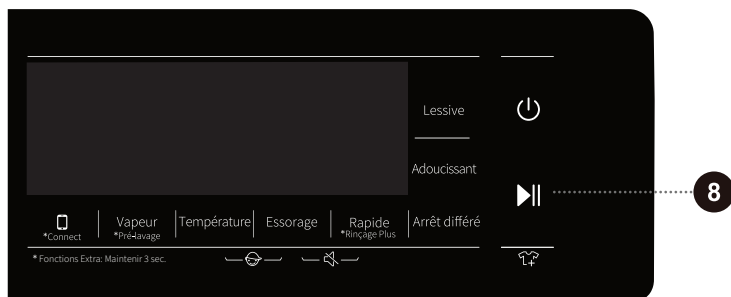 Lessive
Adoucissant
8
Vapeur Température Essorage Rapide Arrêt différé
*Connect *Pré-lavage *Rinçage Plus
* Fonctions Extra: Maintenir 3 sec.